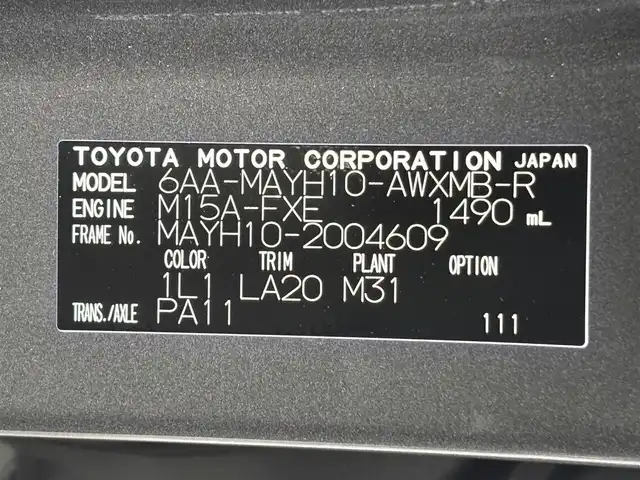 TOYOTA MOTOR CORPORATION JAPAN
MODEL 6AA-MAYH10-AWXMB-R
ENGINE M15A-FXE 1490 mL
FRAME No. MAYH10-2004609
COLOR TRIM PLANT OPTION
1L1 LA20 M31
TRANS./AXLE PA11 111